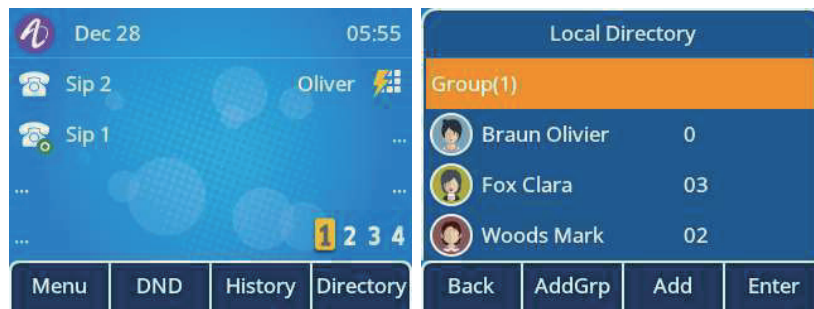 Dec 28 05:55
Sip 2 Oliver
Sip 1 ...
... ...
... 1 2 3 4
Menu DND History Directory
Local Directory
Group(1)
Braun Olivier 0
Fox Clara 03
Woods Mark 02
Back AddGrp Add Enter